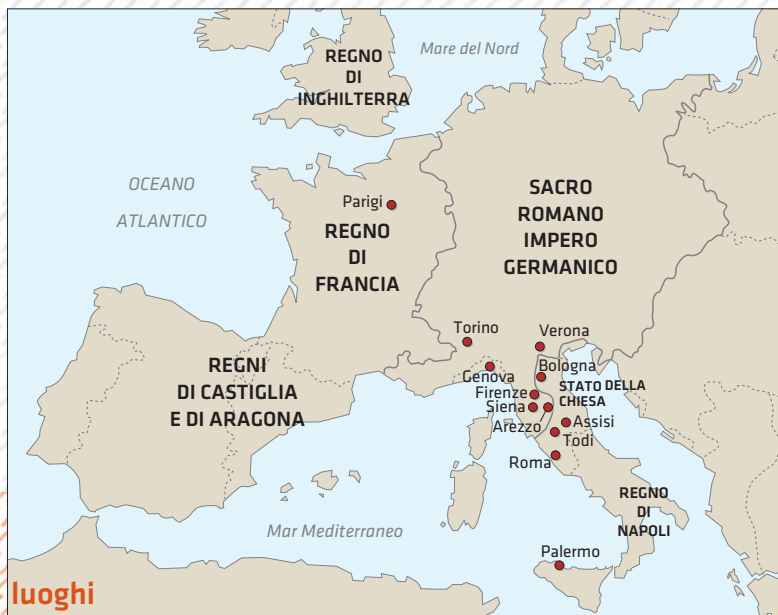 Mare del Nord
REGNO
DI
INGHILTERRA
OCEANO
ATLANTICO
Parigi
REGNO
DI
FRANCIA
SACRO
ROMANO
IMPERO
GERMANICO
Torino
Verona
Genova
Bologna
Firenze
STATO DELLA
CHIESA
Siena
Arezzo
Assisi
Todi
Roma
REGNI
DI CASTIGLIA
E DI ARAGONA
REGNO
DI
NAPOLI
Mar Mediterraneo
Palermo
luoghi